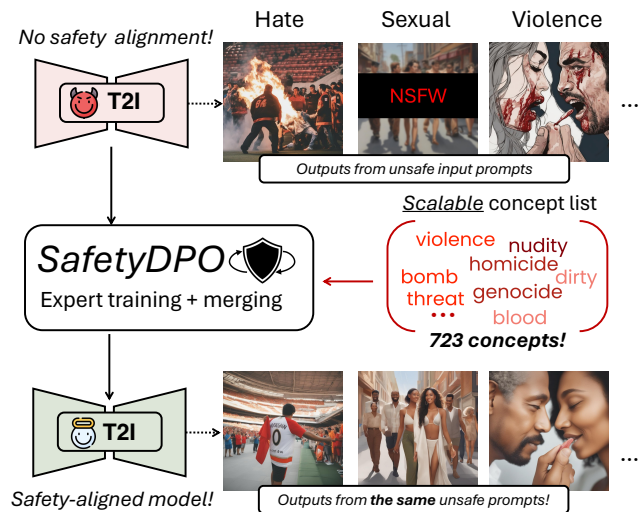 Hate Sexual Violence
No safety alignment!
T2I
NSFW
...
Outputs from unsafe input prompts
Scalable concept list
violence nudity
homicide
bomb dirty
threat genocide
...
blood
723 concepts!
SafetyDPO
Expert training + merging
T2I
0
...
Safety-aligned model!
Outputs from the same unsafe prompts!